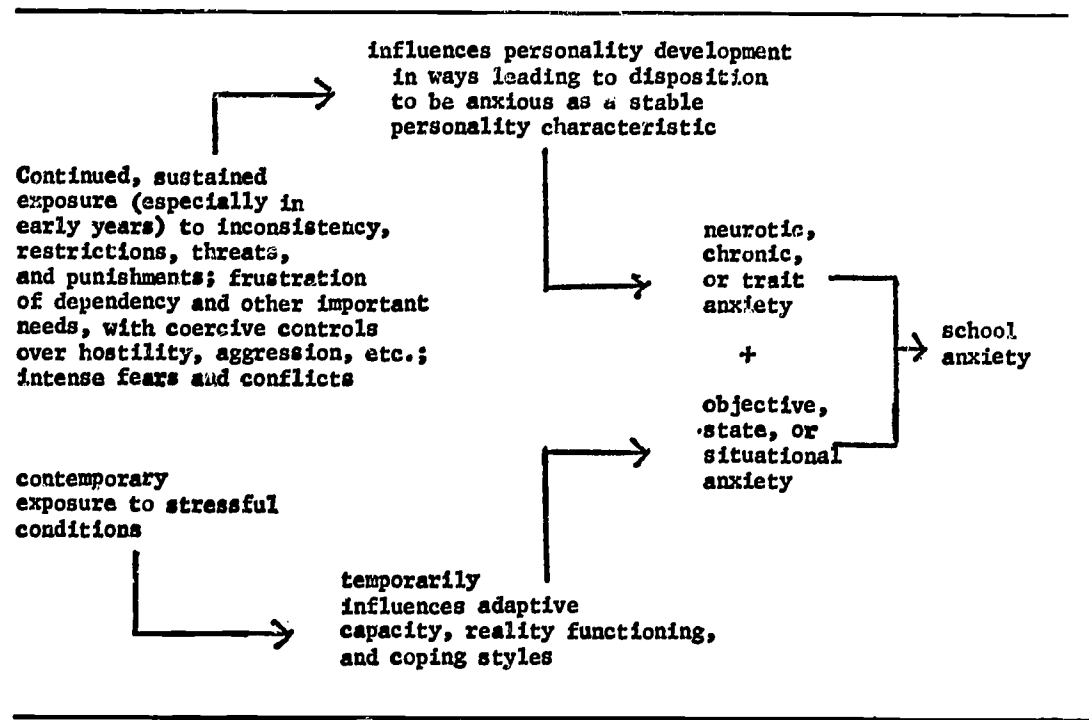 influences personality development
in ways leading to disposition
to be anxious as a stable
personality characteristic
Continued, sustained
exposure (especially in
early years) to inconsistency,
restrictions, threats,
and punishments; frustration
of dependency and other important
needs, with coercive controls
over hostility, aggression, etc.;
intense fears and conflicts
neurotic,
chronic,
or trait
anxiety
+
objective,
state, or
situational
anxiety
school
anxiety
contemporary
exposure to stressful
conditions
temporarily
influences adaptive
capacity, reality functioning,
and coping styles